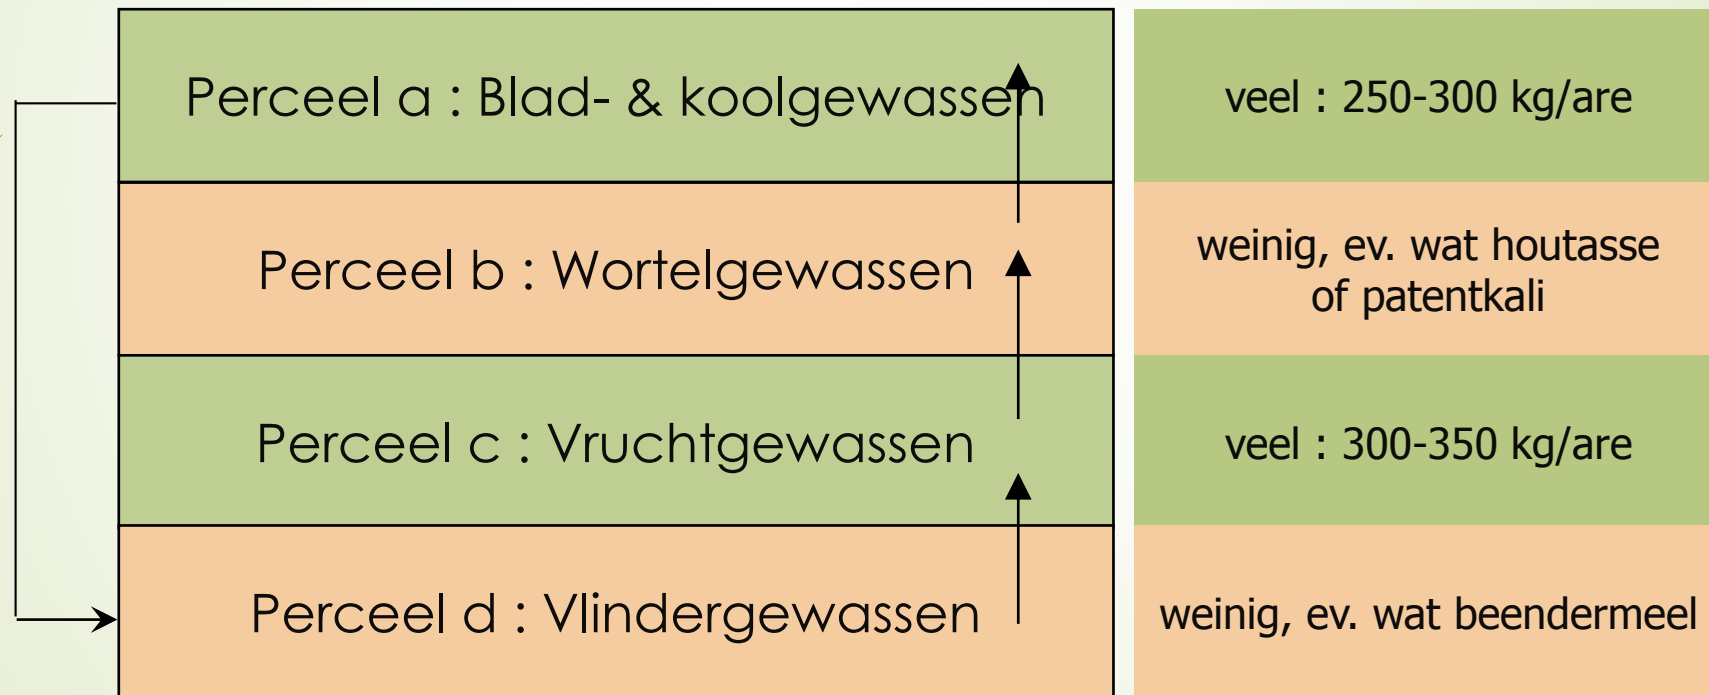 Perceel a : Blad- & koolgewassen
veel : 250-300 kg/are
Perceel b : Wortelgewassen
weinig, ev. wat houtasse
of patentkali
Perceel c : Vruchtgewassen
veel : 300-350 kg/are
Perceel d : Vlindergewassen
weinig, ev. wat beendermeel